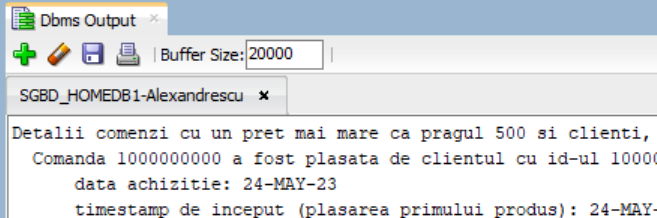 Dbms Output
Buffer Size: 20000
SGBD_HOMEDB1-Alexandrescu
Detalii comenzi cu un pret mai mare ca pragul 500 si clienti,
Comanda 1000000000 a fost plasata de clientul cu id-ul 10000
data achizitie: 24-MAY-23
timestamp de inceput (plasarea primului produs): 24-MAY-